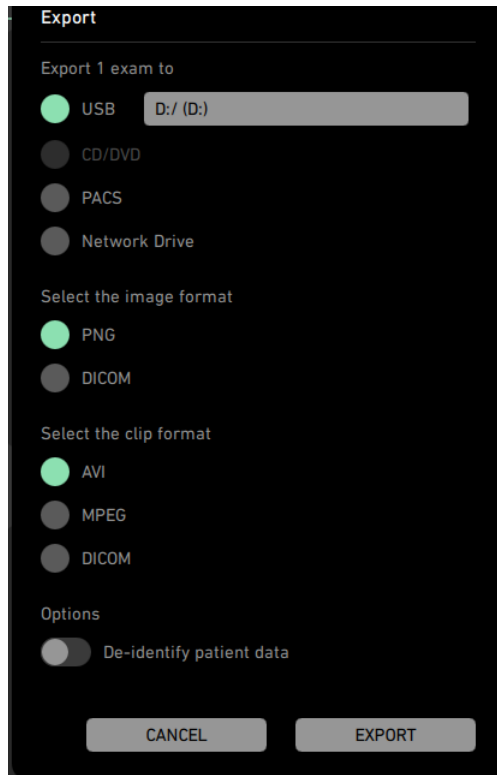 Export
Export 1 exam to
USB D:/ (D:)
CD/DVD
PACS
Network Drive
Select the image format
PNG
DICOM
Select the clip format
AVI
MPEG
DICOM
Options
De-identify patient data
CANCEL EXPORT